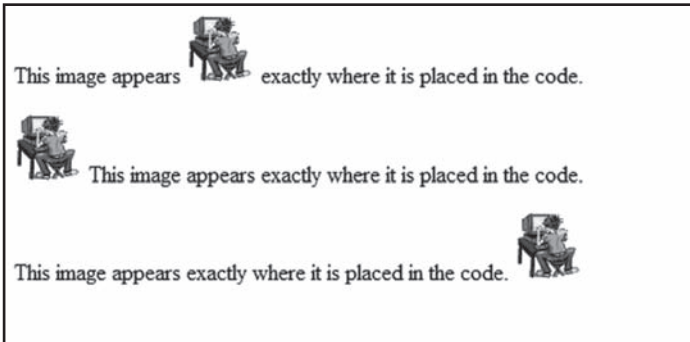 This image appears exactly where it is placed in the code.
This image appears exactly where it is placed in the code.
This image appears exactly where it is placed in the code.